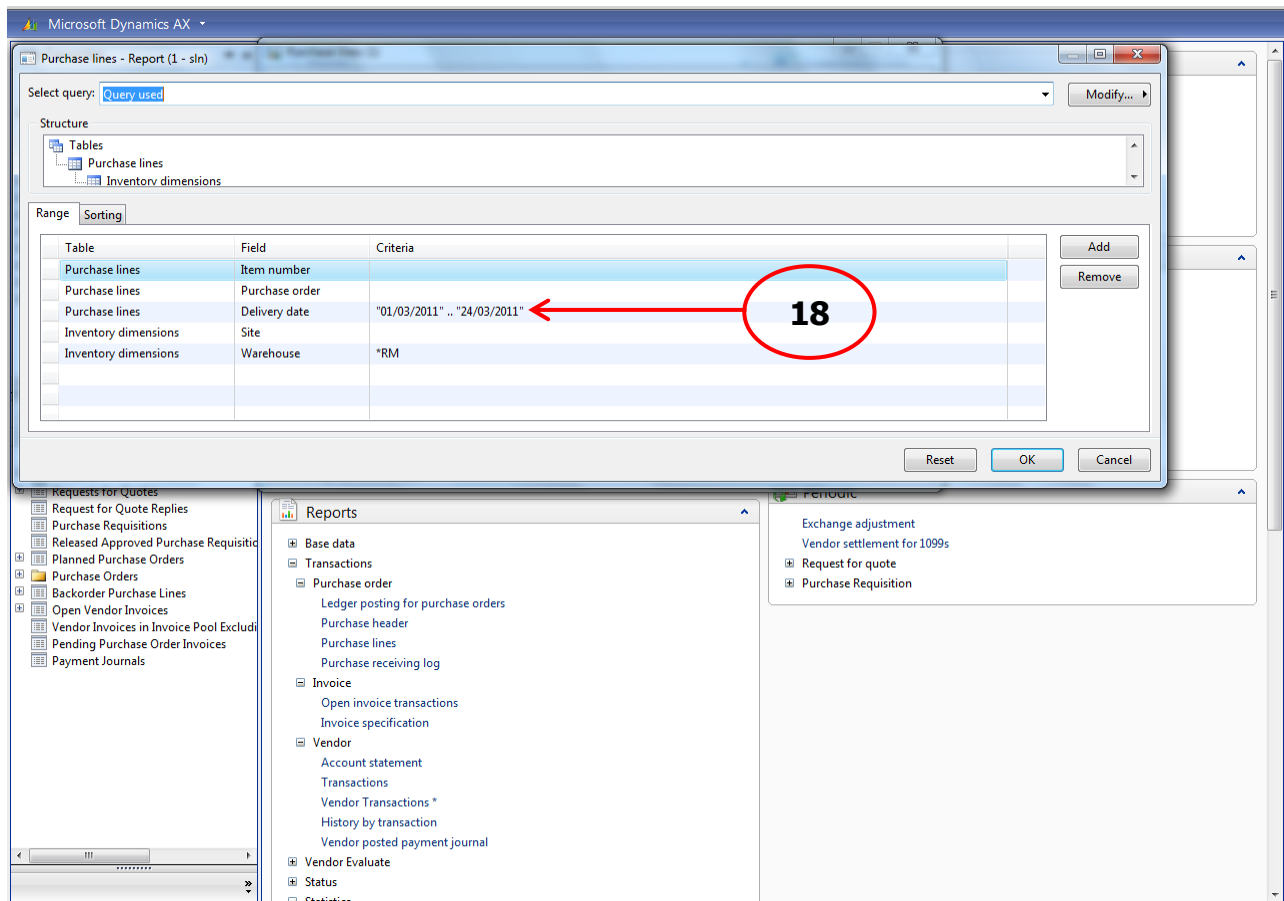 Microsoft Dynamics AX
Purchase lines - Report (1 - sln)
Select query: Query used
Modify...
Structure
Tables
Purchase lines
Inventory dimensions
Range Sorting
Table Field Criteria
Add
Purchase lines Item number
Remove
Purchase lines Purchase order
Purchase lines Delivery date "01/03/2011" .. "24/03/2011"
18
Inventory dimensions Site
Inventory dimensions Warehouse *RM
Reset OK Cancel
Requests for Quotes
Request for Quote Replies
Purchase Requisitions
Released Approved Purchase Requisitic
Planned Purchase Orders
Purchase Orders
Backorder Purchase Lines
Open Vendor Invoices
Vendor Invoices in Invoice Pool Excludi
Pending Purchase Order Invoices
Payment Journals
Reports
Base data
Transactions
Purchase order
Ledger posting for purchase orders
Purchase header
Purchase lines
Purchase receiving log
Invoice
Open invoice transactions
Invoice specification
Vendor
Account statement
Transactions
Vendor Transactions *
History by transaction
Vendor posted payment journal
Vendor Evaluate
Status
Statistics
Periodic
Exchange adjustment
Vendor settlement for 1099s
Request for quote
Purchase Requisition